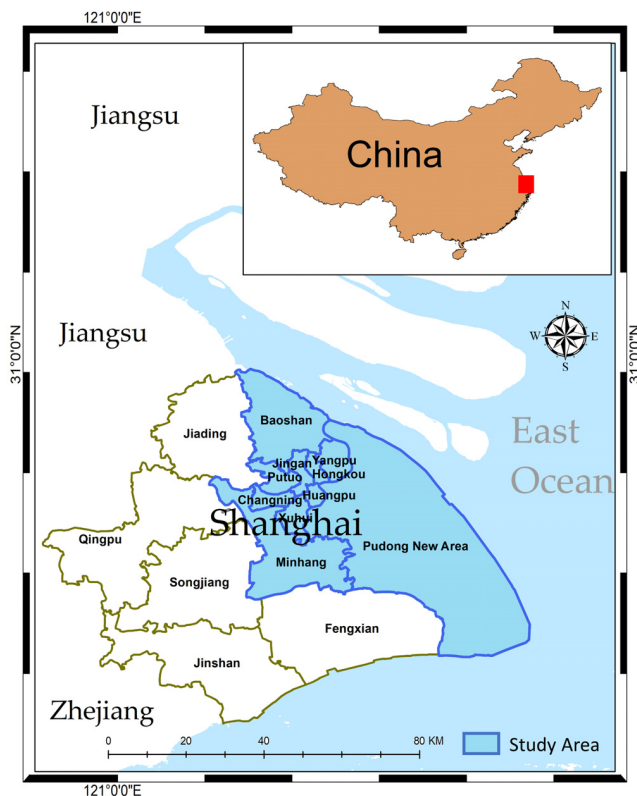 121°0'0"E
Jiangsu
China
Jiangsu
31°0'0"N
31°0'0"N
N
W E
S
East
Ocean
Baoshan
Jiading
Jingan
Yangpu
Putuo
Hongkou
Changning
Huangpu
Xuhui
Shanghai
Qingpu
Pudong New Area
Minhang
Songjiang
Fengxian
Jinshan
Zhejiang
0 20 40 80 KM
Study Area
121°0'0"E